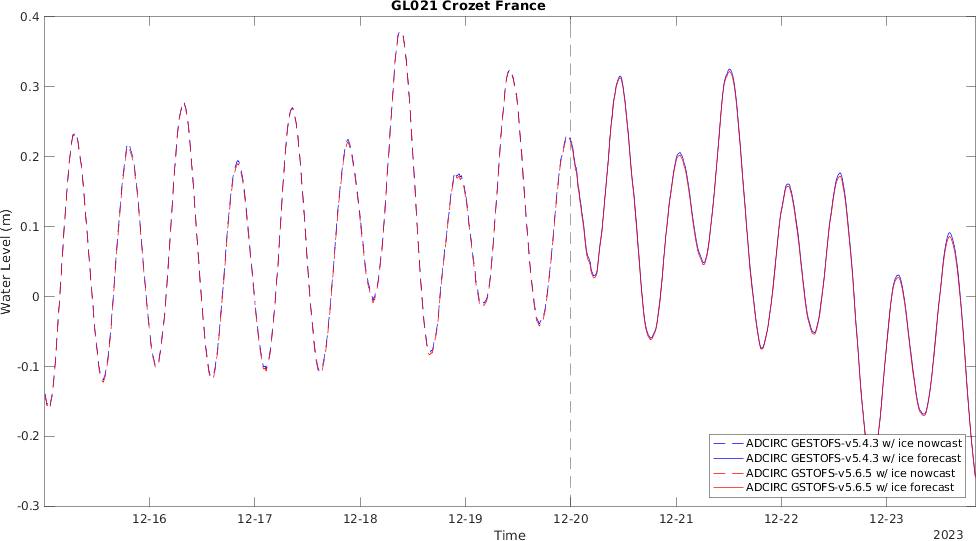 GL021 Crozet France
0.4
0.3
0.2
0.1
0
-0.1
-0.2
-0.3
Water Level (m)
ADCIRC GESTOFS-v5.4.3 w/ ice nowcast
ADCIRC GESTOFS-v5.4.3 w/ ice forecast
ADCIRC GSTOFS-v5.6.5 w/ ice nowcast
ADCIRC GSTOFS-v5.6.5 w/ ice forecast
12-16 12-17 12-18 12-19 12-20 12-21 12-22 12-23
Time
2023